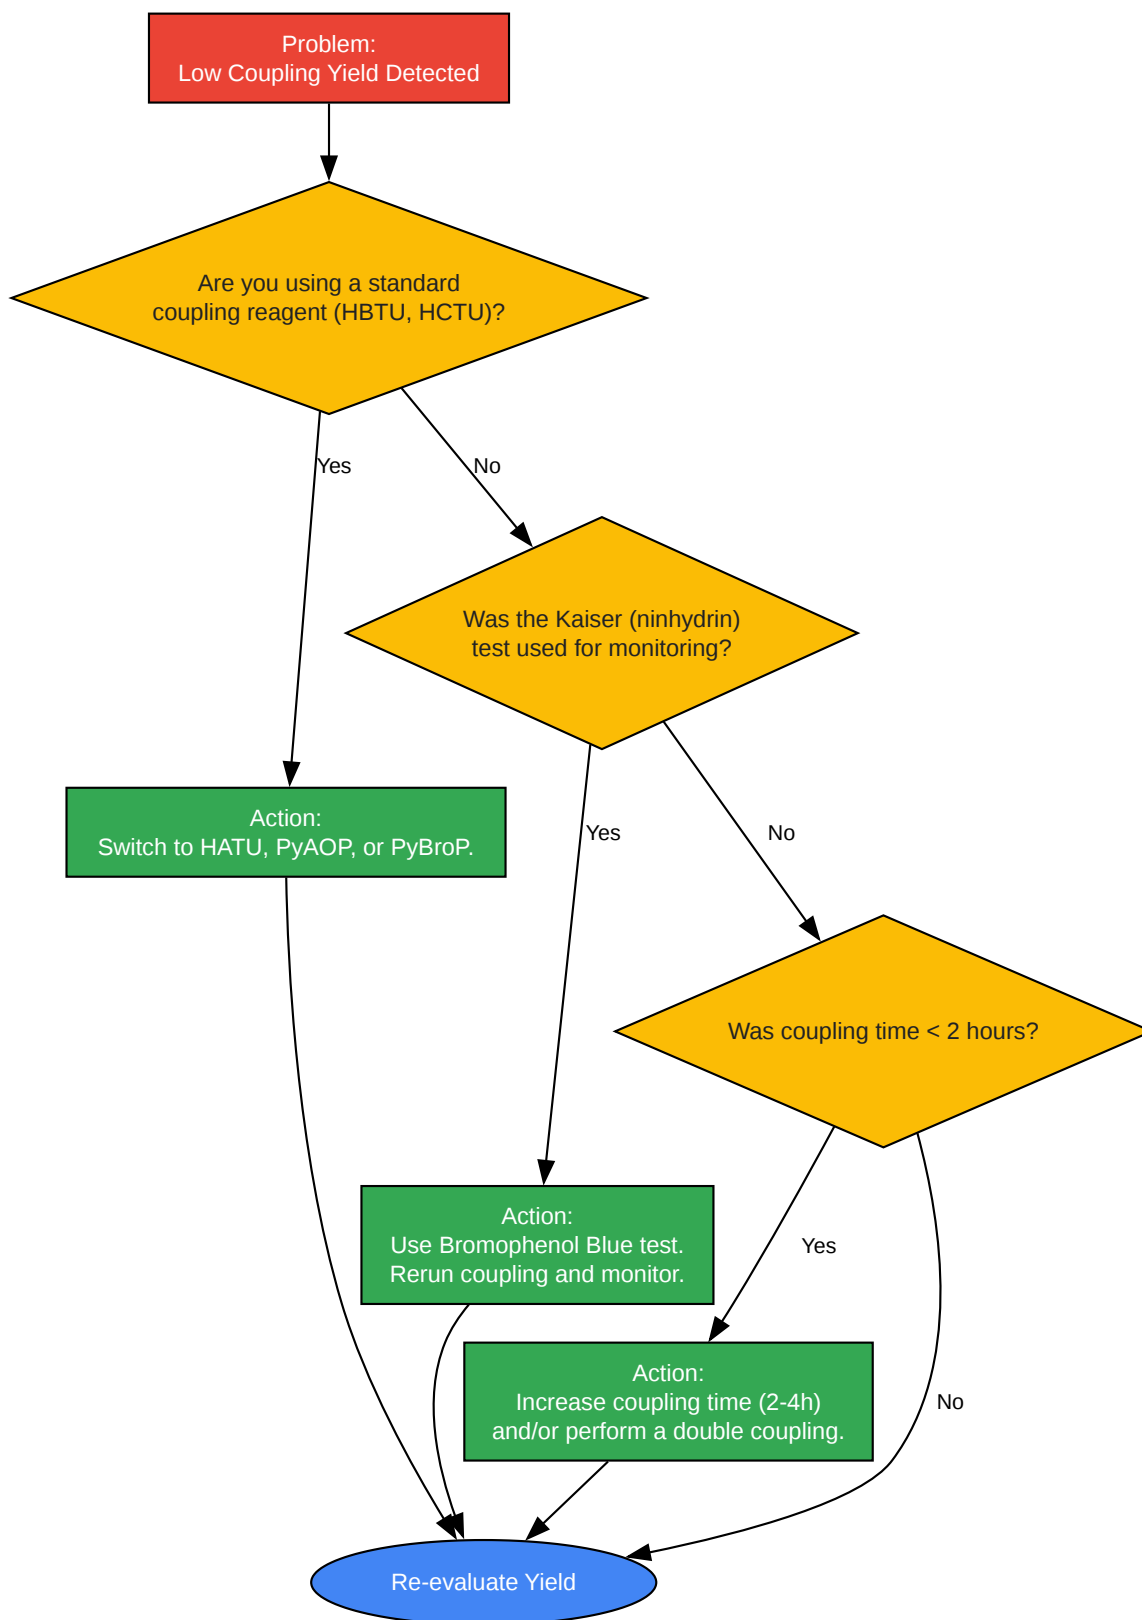 Problem:
Low Coupling Yield Detected
Are you using a standard
coupling reagent (HBTU, HCTU)?
Yes
No
Was the Kaiser (ninhydrin)
test used for monitoring?
Action:
Switch to HATU, PyAOP, or PyBroP.
Yes
No
Was coupling time < 2 hours?
Action:
Use Bromophenol Blue test.
Rerun coupling and monitor.
Yes
Action:
Increase coupling time (2-4h)
and/or perform a double coupling.
No
Re-evaluate Yield